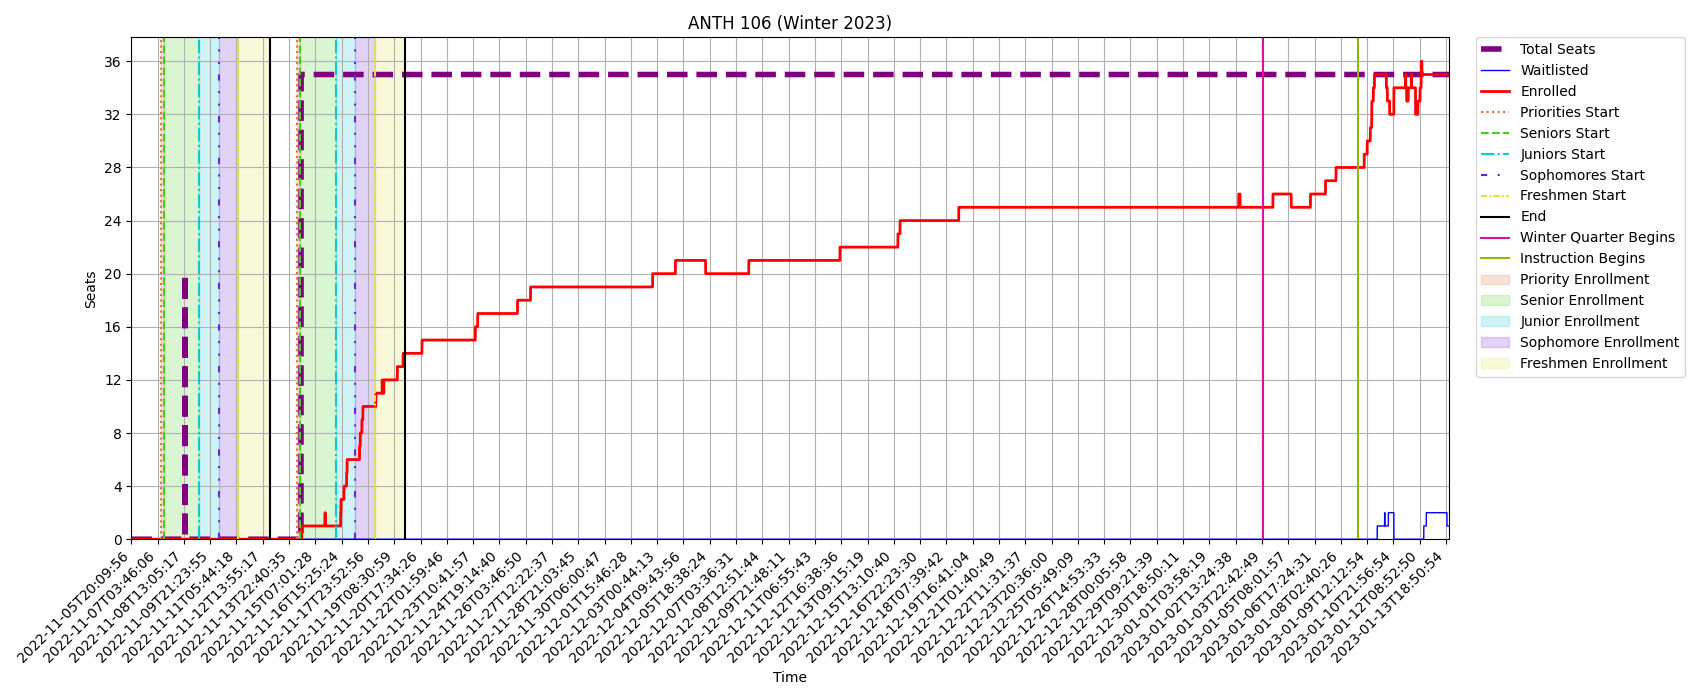 ANTH 106 (Winter 2023)
Seats
36
32
28
24
20
16
12
8
4
0
2022-11-05T20:09:56
2022-11-07T03:46:06
2022-11-08T13:05:17
2022-11-09T21:23:55
2022-11-11T05:44:18
2022-11-12T13:55:17
2022-11-13T22:40:35
2022-11-15T07:01:28
2022-11-16T15:25:24
2022-11-17T23:52:56
2022-11-19T08:30:59
2022-11-20T17:34:26
2022-11-22T01:59:46
2022-11-23T10:41:57
2022-11-24T19:14:40
2022-11-26T03:46:50
2022-11-27T12:22:37
2022-11-28T21:03:45
2022-11-30T06:00:47
2022-12-01T15:46:28
2022-12-03T00:44:13
2022-12-04T09:43:56
2022-12-05T18:38:24
2022-12-07T03:36:31
2022-12-08T12:51:44
2022-12-09T21:48:11
2022-12-11T06:55:43
2022-12-12T16:38:36
2022-12-13T09:15:19
2022-12-15T13:10:40
2022-12-16T22:23:30
2022-12-18T07:39:42
2022-12-19T16:41:04
2022-12-21T01:40:49
2022-12-22T11:31:37
2022-12-23T20:36:00
2022-12-25T05:49:09
2022-12-26T14:53:33
2022-12-28T00:05:58
2022-12-29T09:21:39
2022-12-30T18:50:11
2023-01-01T03:58:19
2023-01-02T13:24:38
2023-01-03T22:42:49
2023-01-05T08:01:57
2023-01-06T17:24:31
2023-01-08T02:40:26
2023-01-09T12:12:54
2023-01-10T21:56:54
2023-01-12T08:52:50
2023-01-13T18:50:54
Time
Total Seats
Waitlisted
Enrolled
Priorities Start
Seniors Start
Juniors Start
Sophomores Start
Freshmen Start
End
Winter Quarter Begins
Instruction Begins
Priority Enrollment
Senior Enrollment
Junior Enrollment
Sophomore Enrollment
Freshmen Enrollment